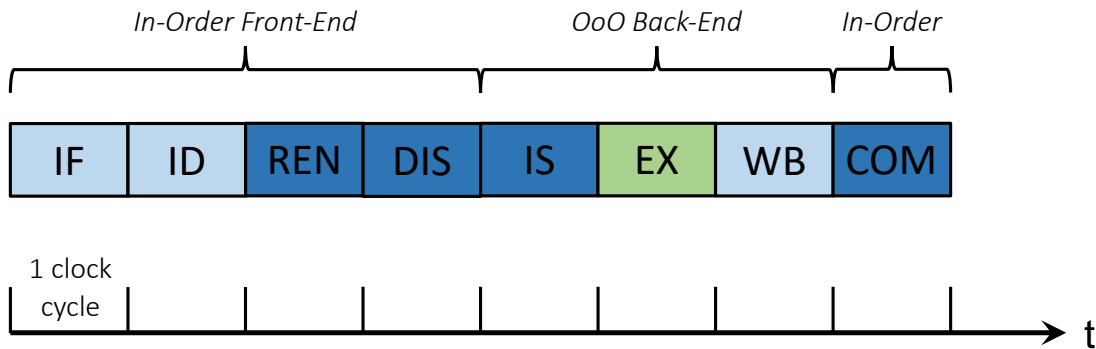 In-Order Front-End OoO Back-End In-Order
IF ID REN DIS IS EX WB COM
1 clock
cycle
t